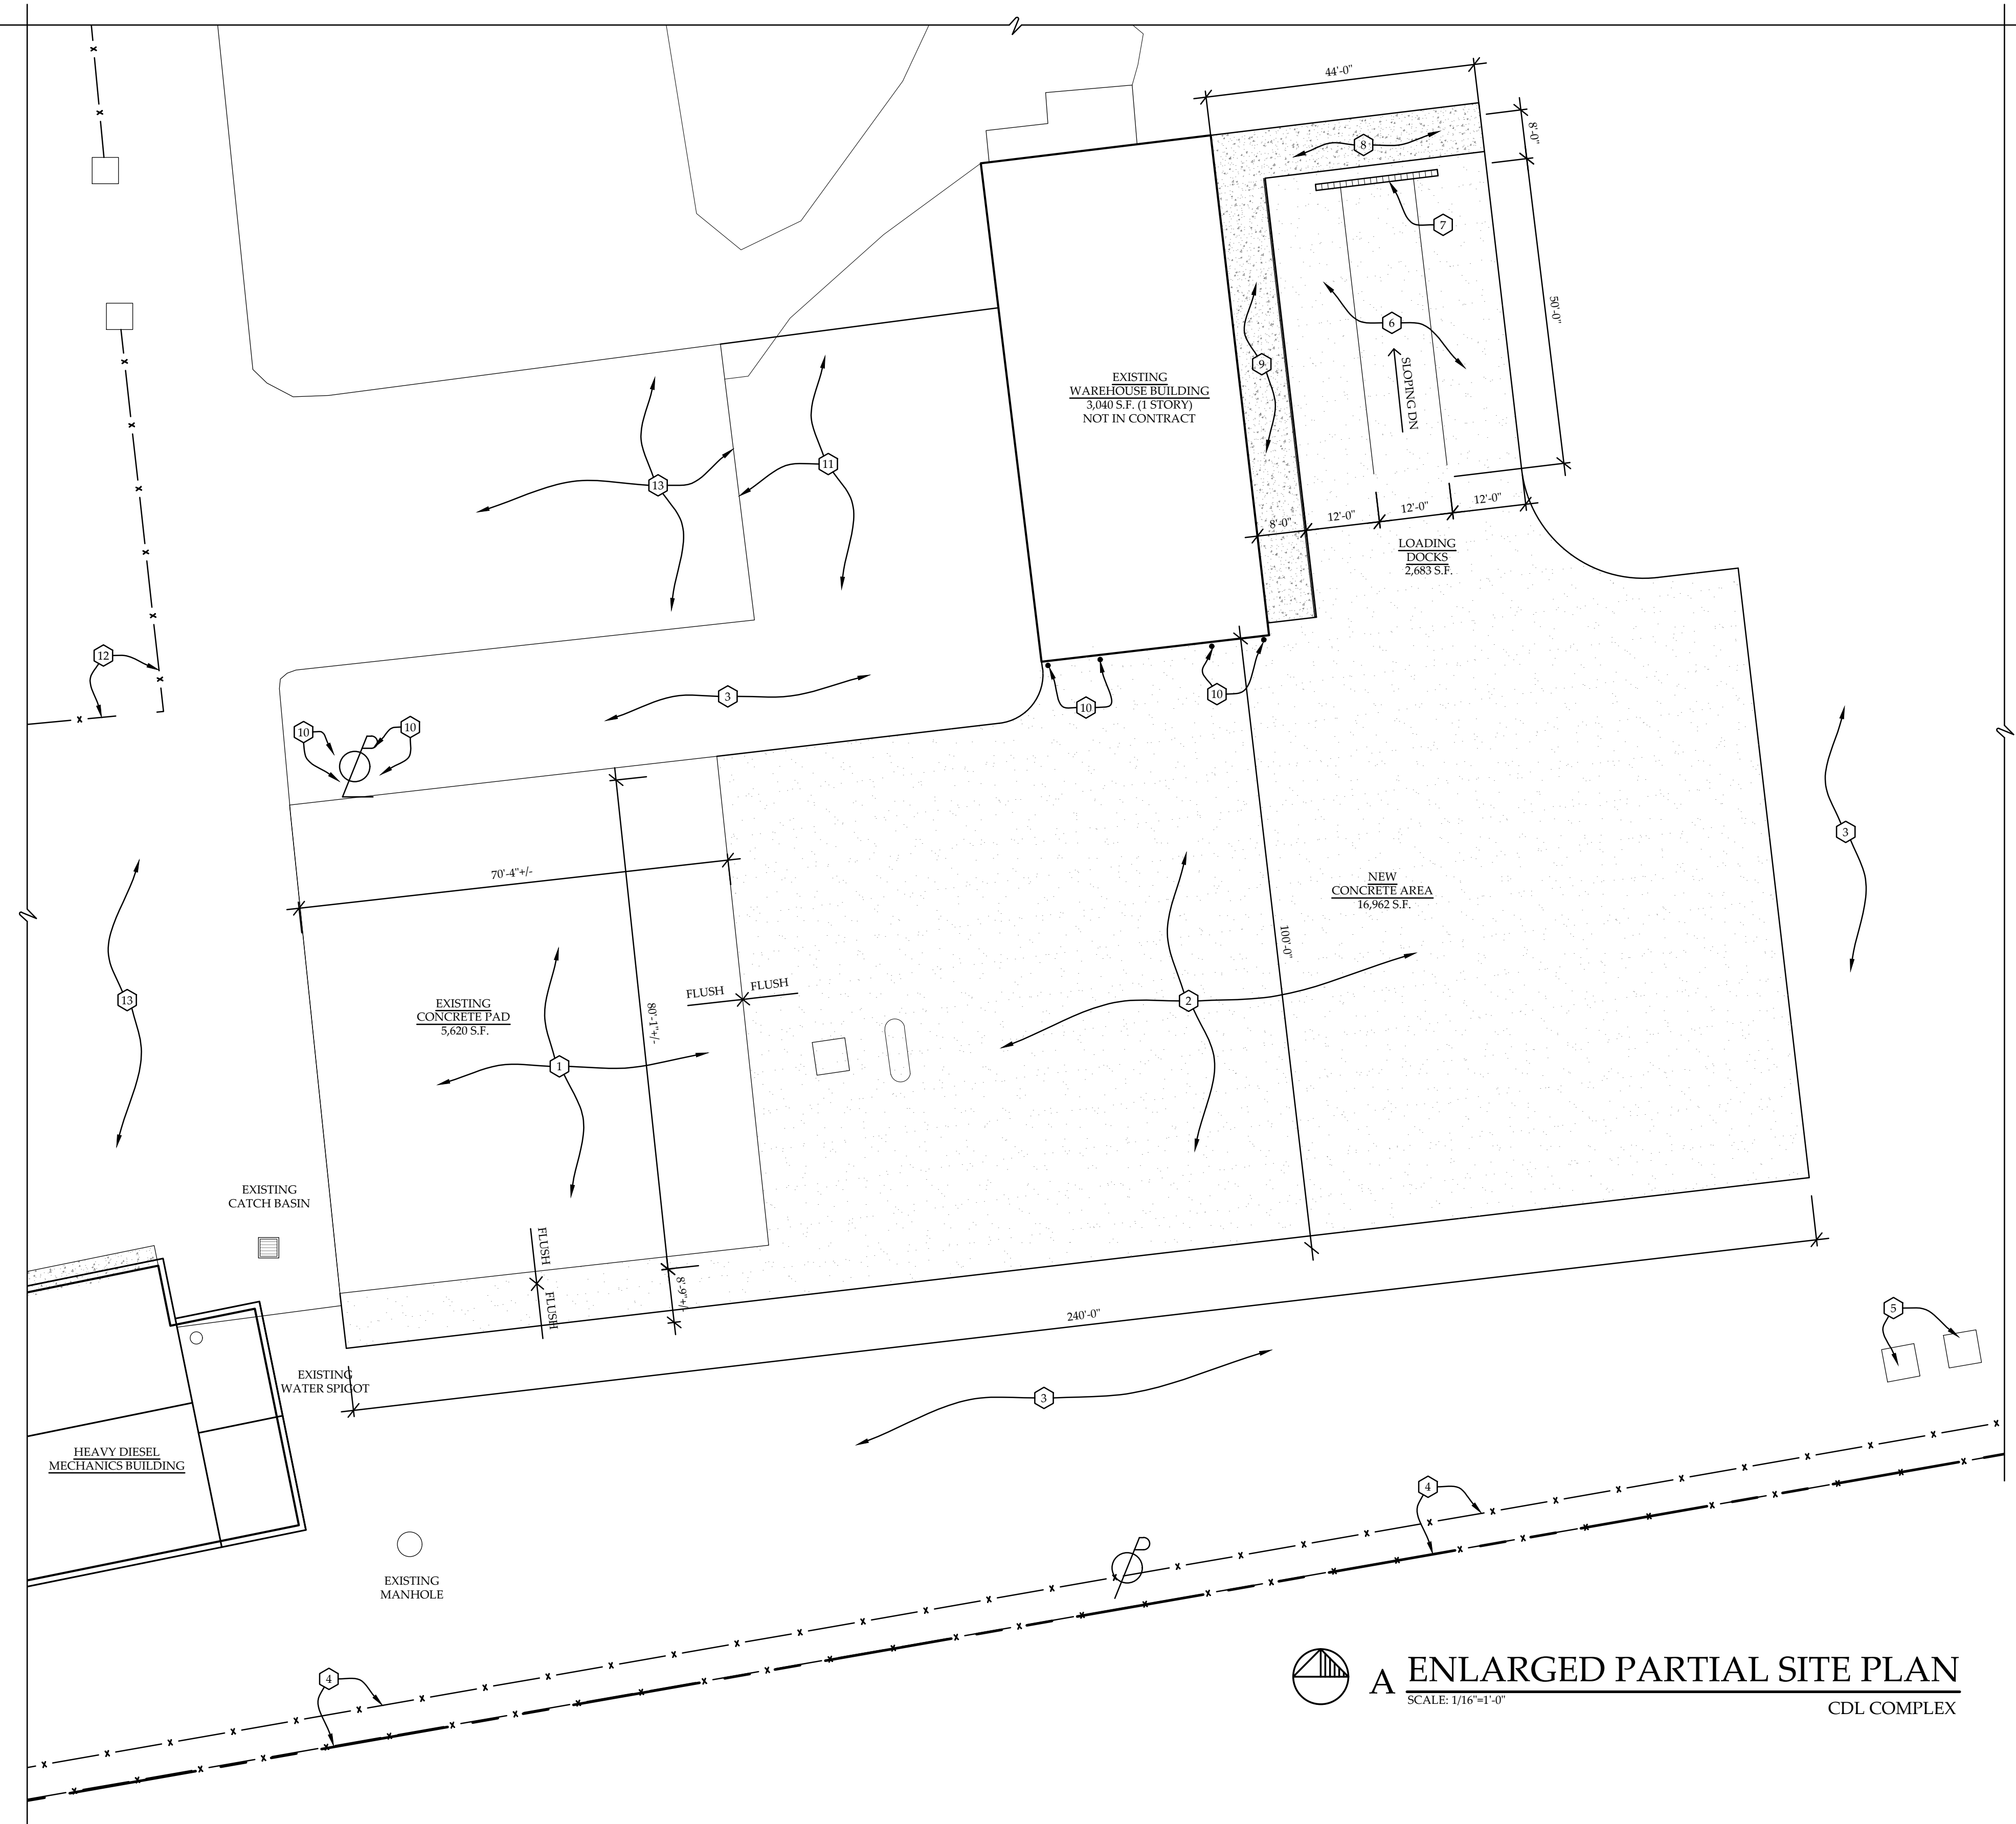 44'-0"
8'-0"
8
7
50'-0"
6
SLOPING DN
9
EXISTING
WAREHOUSE BUILDING
3,040 S.F. (1 STORY)
NOT IN CONTRACT
13
11
8'-0"
12'-0"
12'-0"
12'-0"
LOADING
DOCKS
2,683 S.F.
12
3
10
10
10
10
3
70'-4"+/-
NEW
CONCRETE AREA
16,962 S.F.
100'-0"
13
EXISTING
CONCRETE PAD
5,620 S.F.
FLUSH
FLUSH
80'-1"+/-
2
1
EXISTING
CATCH BASIN
FLUSH
FLUSH
8'-9"+/-
240'-0"
5
EXISTING
WATER SPIGOT
3
HEAVY DIESEL
MECHANICS BUILDING
4
EXISTING
MANHOLE
4
A
ENLARGED PARTIAL SITE PLAN
SCALE: 1/16"=1'-0"
CDL COMPLEX